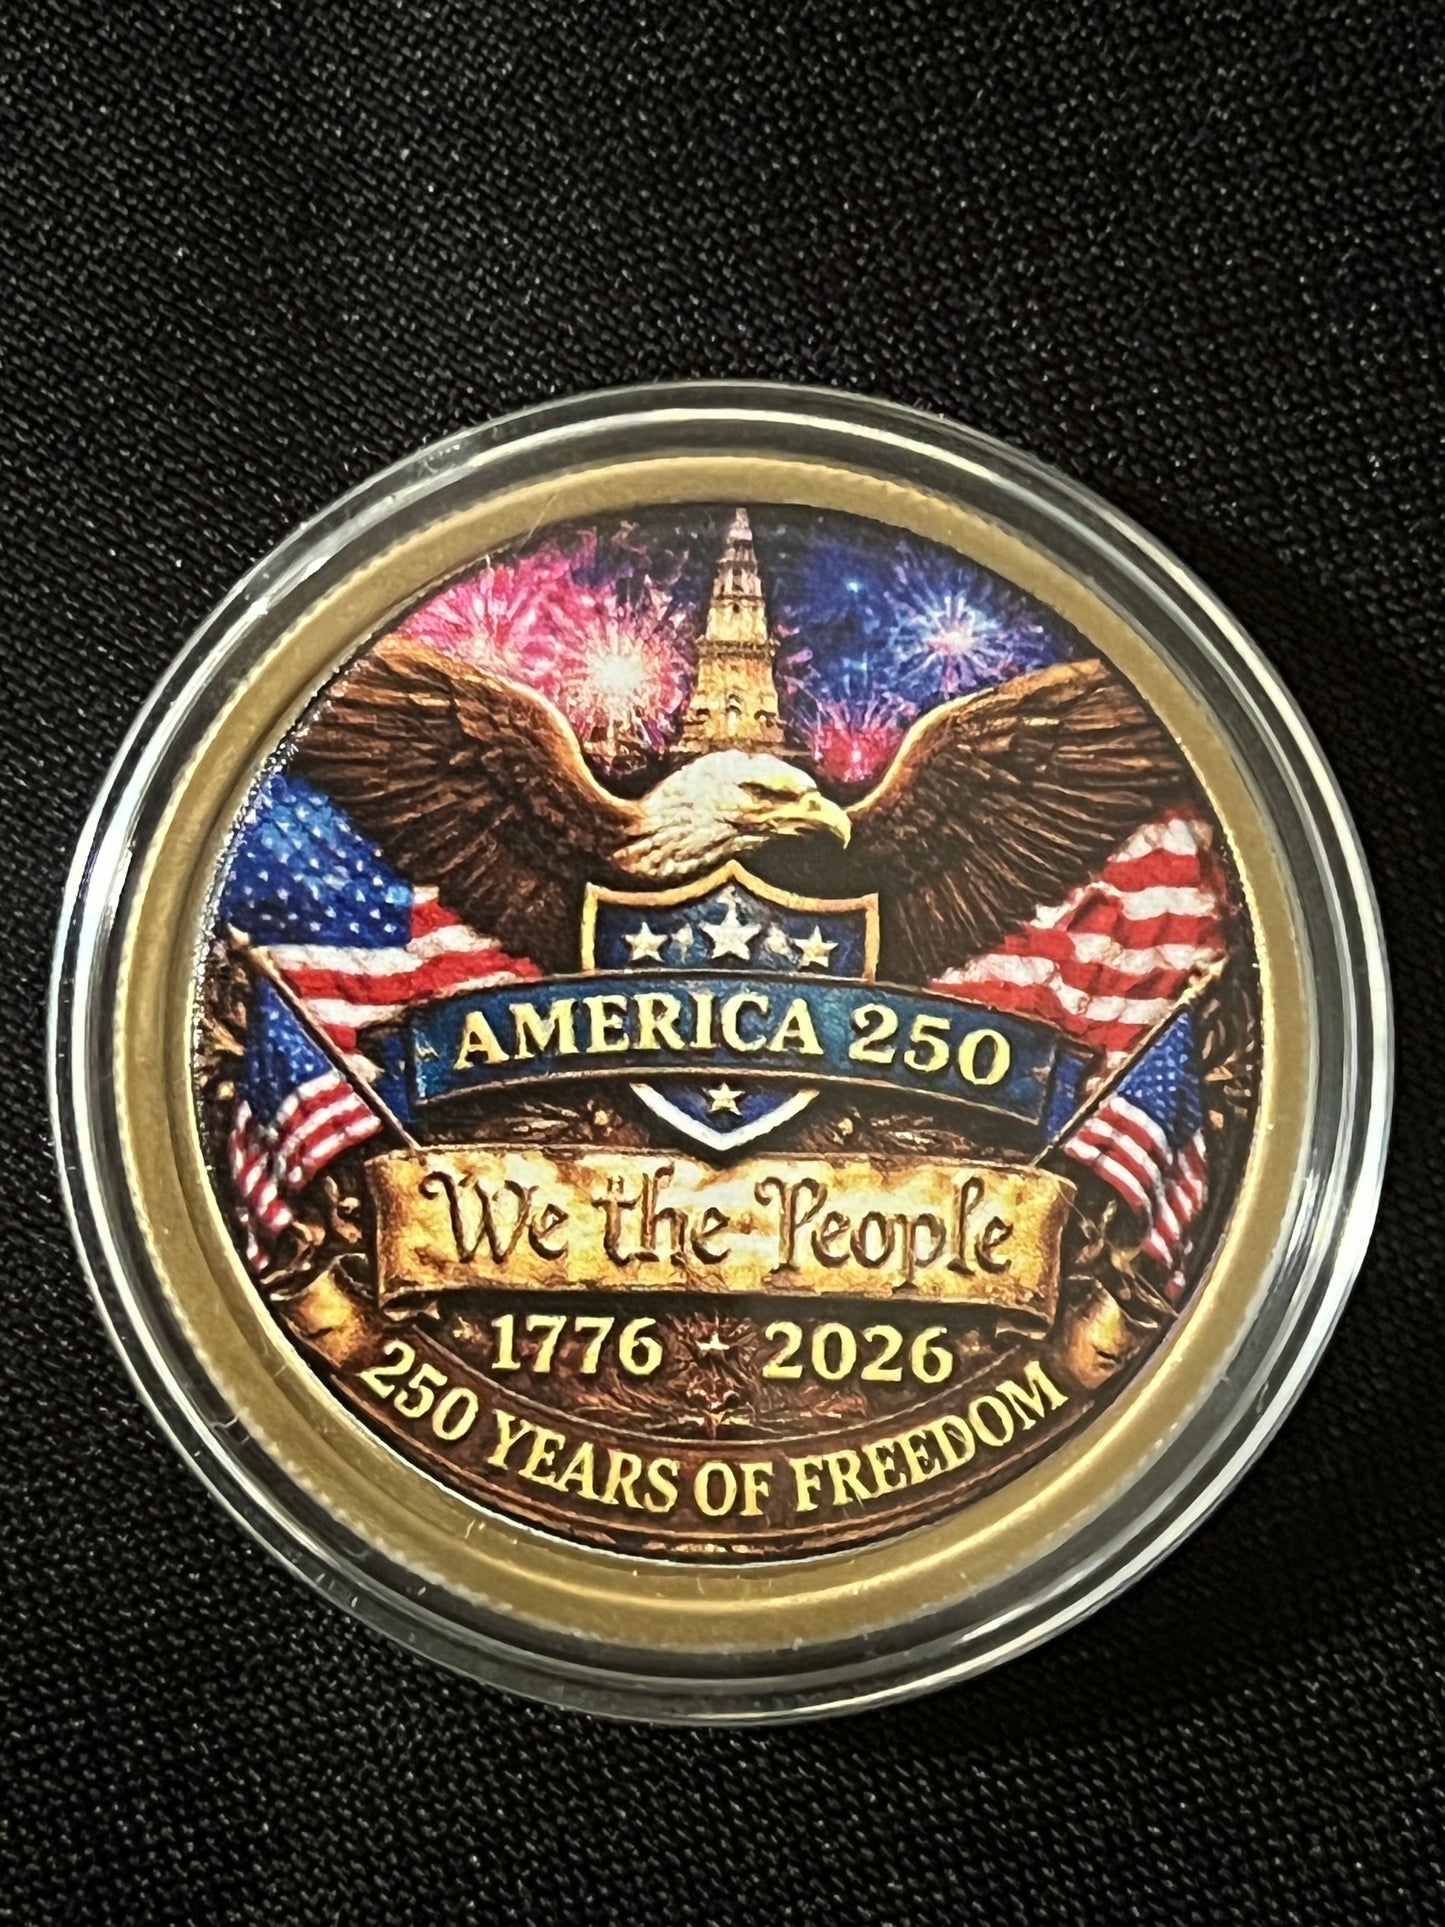 AMERICA 250
We the People
1776 2026
250 YEARS OF FREEDOM